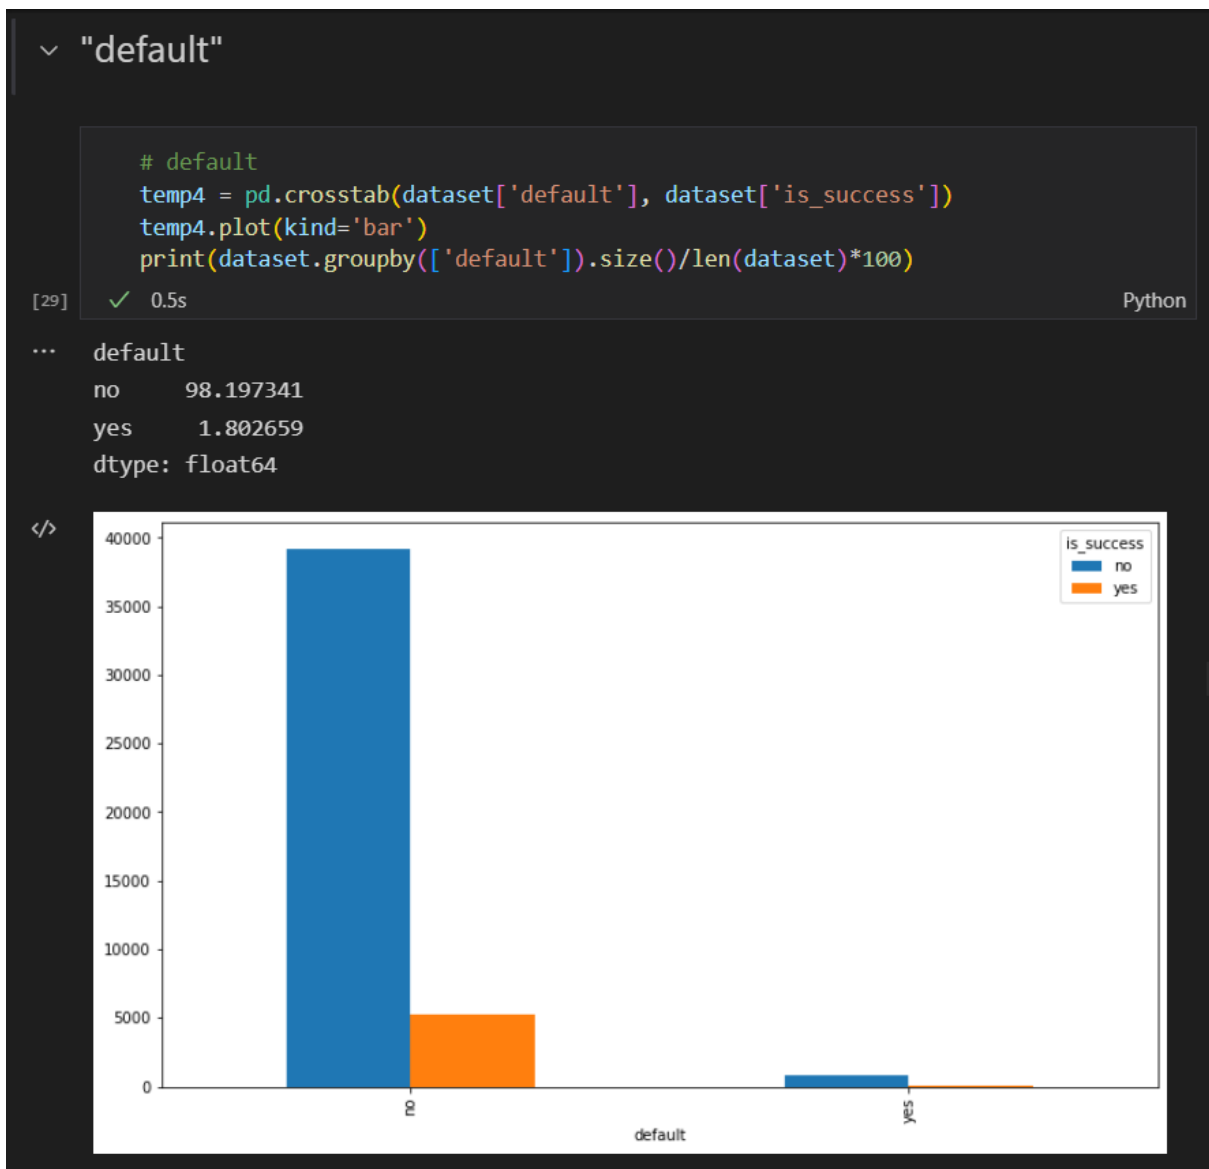 "default"
# default
temp4 = pd.crosstab(dataset['default'], dataset['is_success'])
temp4.plot(kind='bar')
print(dataset.groupby(['default']).size()/len(dataset)*100)
[29] ✓ 0.5s Python
... default
no 98.197341
yes 1.802659
dtype: float64
</>
is_success
no
yes
40000
35000
30000
25000
20000
15000
10000
5000
0
no yes
default